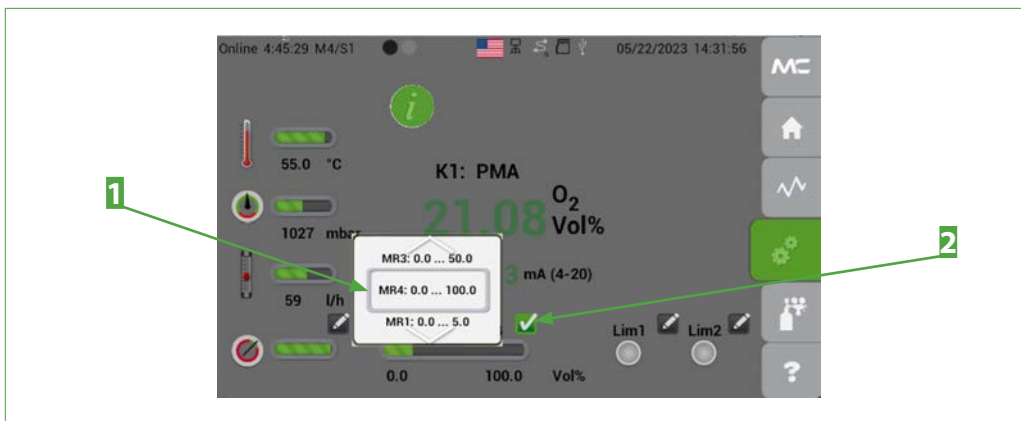 Online 4:45:29 M4/S1 05/22/2023 14:31:56
MC
i
55.0 °C
K1: PMA
O2
21.08 Vol%
1
1027
2
MR3: 0.0 ... 50.0
3 mA (4-20)
MR4: 0.0 ... 100.0
59 l/h
MR1: 0.0 ... 5.0
Lim1 Lim2
0.0 100.0 Vol%
?